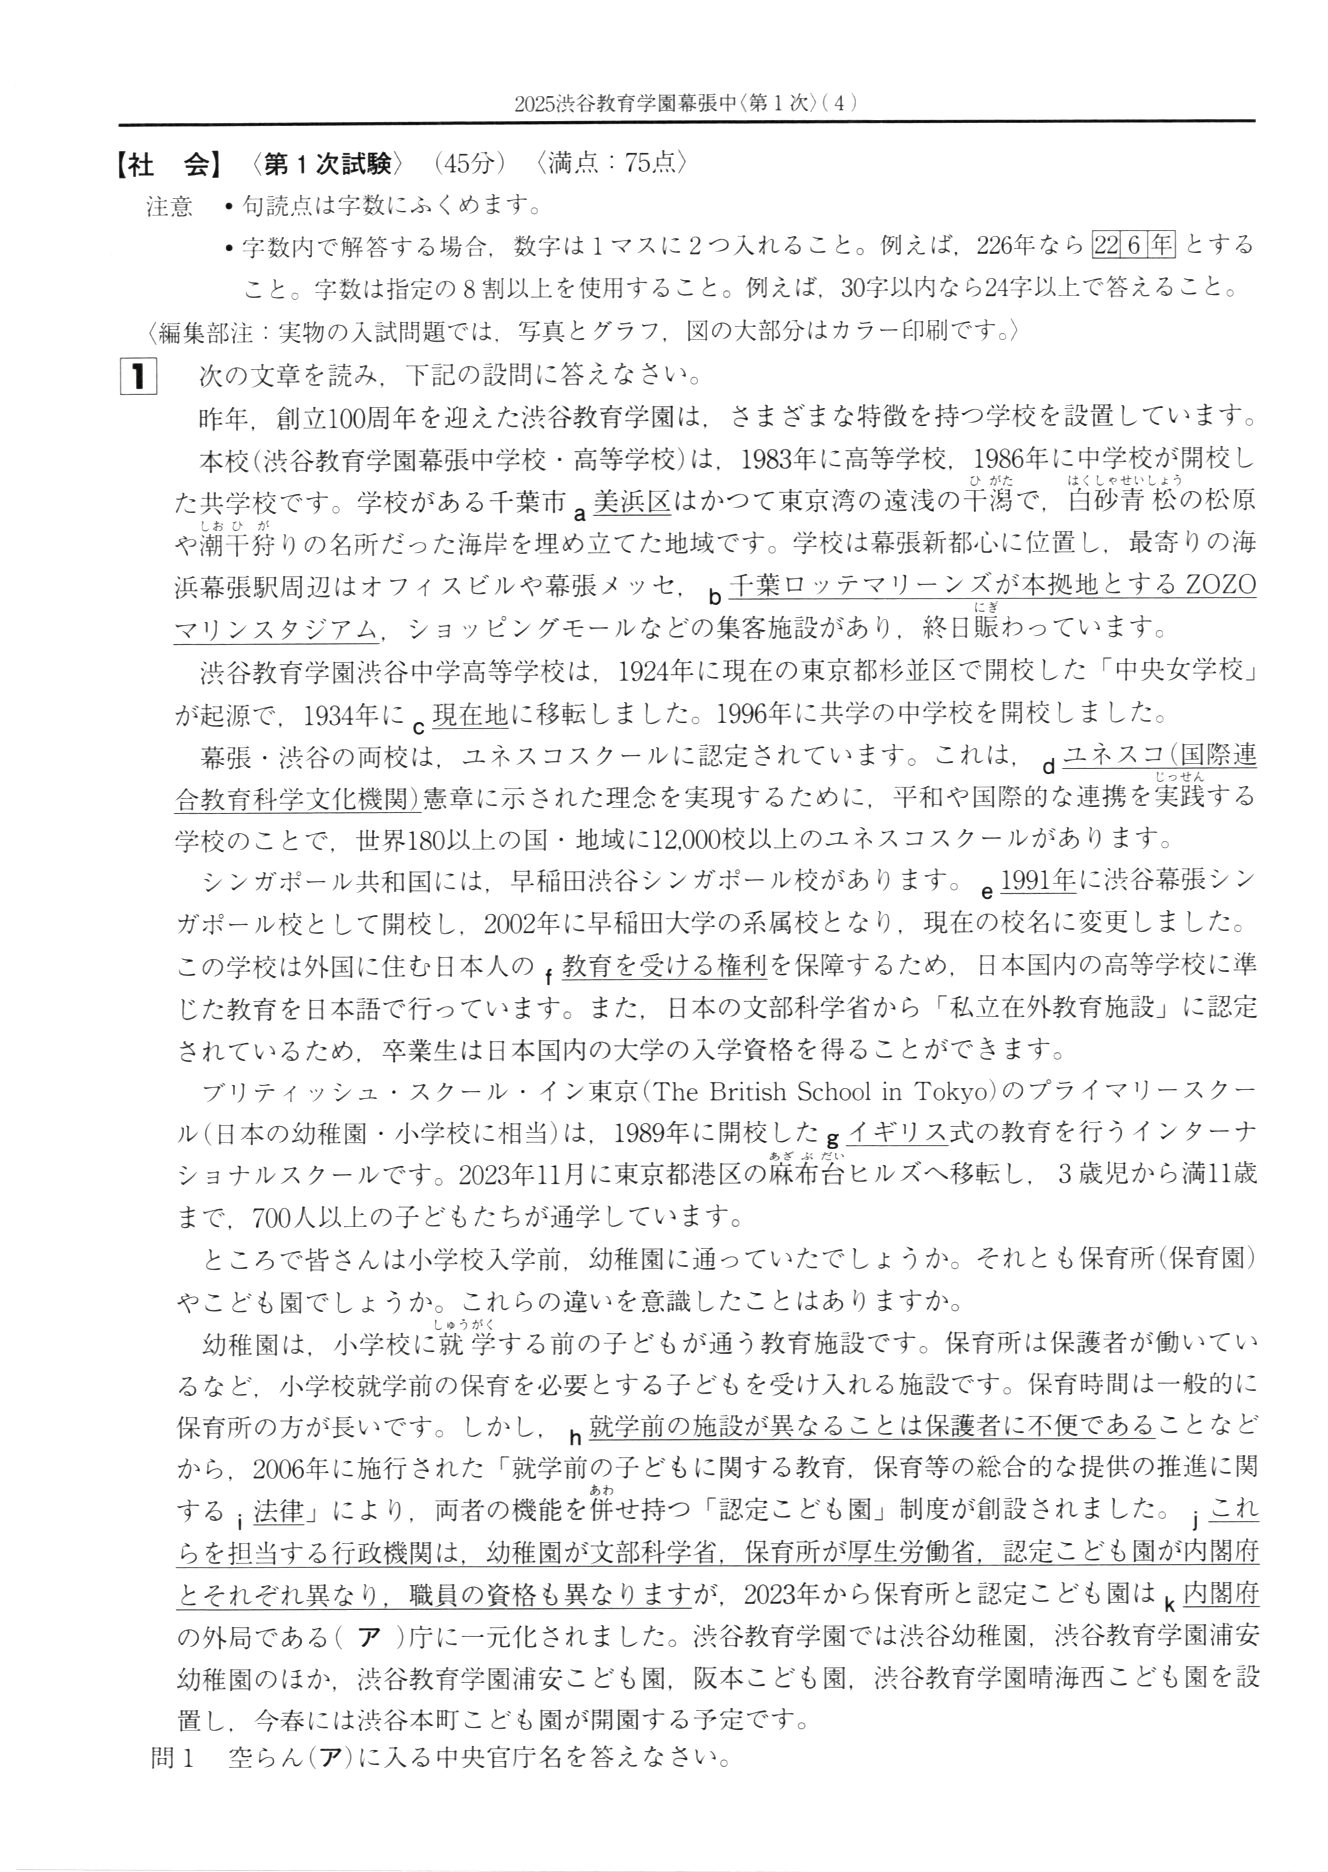 2025渋谷教育学園幕張中〈第1次〉(4)
【社　会】〈第1次試験〉（45分）〈満点：75点〉
注意　・句読点は字数にふくめます。
・字数内で解答する場合，数字は1マスに2つ入れること。例えば，226年なら 22 6 年 とする
こと。字数は指定の8割以上を使用すること。例えば，30字以内なら24字以上で答えること。
〈編集部注：実物の入試問題では，写真とグラフ，図の大部分はカラー印刷です。〉
1　次の文章を読み，下記の設問に答えなさい。
昨年，創立100周年を迎えた渋谷教育学園は，さまざまな特徴を持つ学校を設置しています。
本校(渋谷教育学園幕張中学校・高等学校)は，1983年に高等学校，1986年に中学校が開校し
ひ がた　はくしゃせいしょう
た共学校です。学校がある千葉市 a 美浜区はかつて東京湾の遠浅の干潟で，白砂青松の松原
しお ひ が
や潮干狩りの名所だった海岸を埋め立てた地域です。学校は幕張新都心に位置し，最寄りの海
浜幕張駅周辺はオフィスビルや幕張メッセ， b 千葉ロッテマリーンズが本拠地とする ZOZO
にぎ
マリンスタジアム，ショッピングモールなどの集客施設があり，終日賑わっています。
渋谷教育学園渋谷中学高等学校は，1924年に現在の東京都杉並区で開校した「中央女学校」
が起源で，1934年に c 現在地に移転しました。1996年に共学の中学校を開校しました。
幕張・渋谷の両校は，ユネスコスクールに認定されています。これは， d ユネスコ(国際連
じっせん
合教育科学文化機関)憲章に示された理念を実現するために，平和や国際的な連携を実践する
学校のことで，世界180以上の国・地域に12,000校以上のユネスコスクールがあります。
シンガポール共和国には，早稲田渋谷シンガポール校があります。 e 1991年に渋谷幕張シン
ガポール校として開校し，2002年に早稲田大学の系属校となり，現在の校名に変更しました。
この学校は外国に住む日本人の f 教育を受ける権利を保障するため，日本国内の高等学校に準
じた教育を日本語で行っています。また，日本の文部科学省から「私立在外教育施設」に認定
されているため，卒業生は日本国内の大学の入学資格を得ることができます。
ブリティッシュ・スクール・イン東京(The British School in Tokyo)のプライマリースクー
ル(日本の幼稚園・小学校に相当)は，1989年に開校した g イギリス式の教育を行うインターナ
あざ ぶ だい
ショナルスクールです。2023年11月に東京都港区の麻布台ヒルズへ移転し，3歳児から満11歳
まで，700人以上の子どもたちが通学しています。
ところで皆さんは小学校入学前，幼稚園に通っていたでしょうか。それとも保育所(保育園)
やこども園でしょうか。これらの違いを意識したことはありますか。
しゅうがく
幼稚園は，小学校に就学する前の子どもが通う教育施設です。保育所は保護者が働いてい
るなど，小学校就学前の保育を必要とする子どもを受け入れる施設です。保育時間は一般的に
保育所の方が長いです。しかし， h 就学前の施設が異なることは保護者に不便であることなど
から，2006年に施行された「就学前の子どもに関する教育，保育等の総合的な提供の推進に関
あわ
する i 法律」により，両者の機能を併せ持つ「認定こども園」制度が創設されました。 j これ
らを担当する行政機関は，幼稚園が文部科学省，保育所が厚生労働省，認定こども園が内閣府
とそれぞれ異なり，職員の資格も異なりますが，2023年から保育所と認定こども園は k 内閣府
の外局である( ア )庁に一元化されました。渋谷教育学園では渋谷幼稚園，渋谷教育学園浦安
幼稚園のほか，渋谷教育学園浦安こども園，阪本こども園，渋谷教育学園晴海西こども園を設
置し，今春には渋谷本町こども園が開園する予定です。
問1　空らん(ア)に入る中央官庁名を答えなさい。